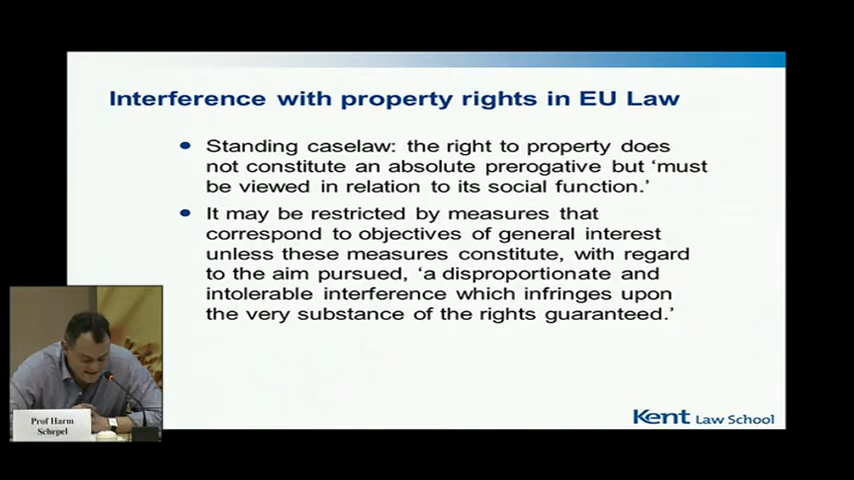 Interference with property rights in EU Law
Standing caselaw: the right to property does
not constitute an absolute prerogative but ‘must
be viewed in relation to its social function.’
It may be restricted by measures that
correspond to objectives of general interest
unless these measures constitute, with regard
to the aim pursued, ‘a disproportionate and
intolerable interference which infringes upon
the very substance of the rights guaranteed.’
Prof Harm
Schepel
Kent Law School